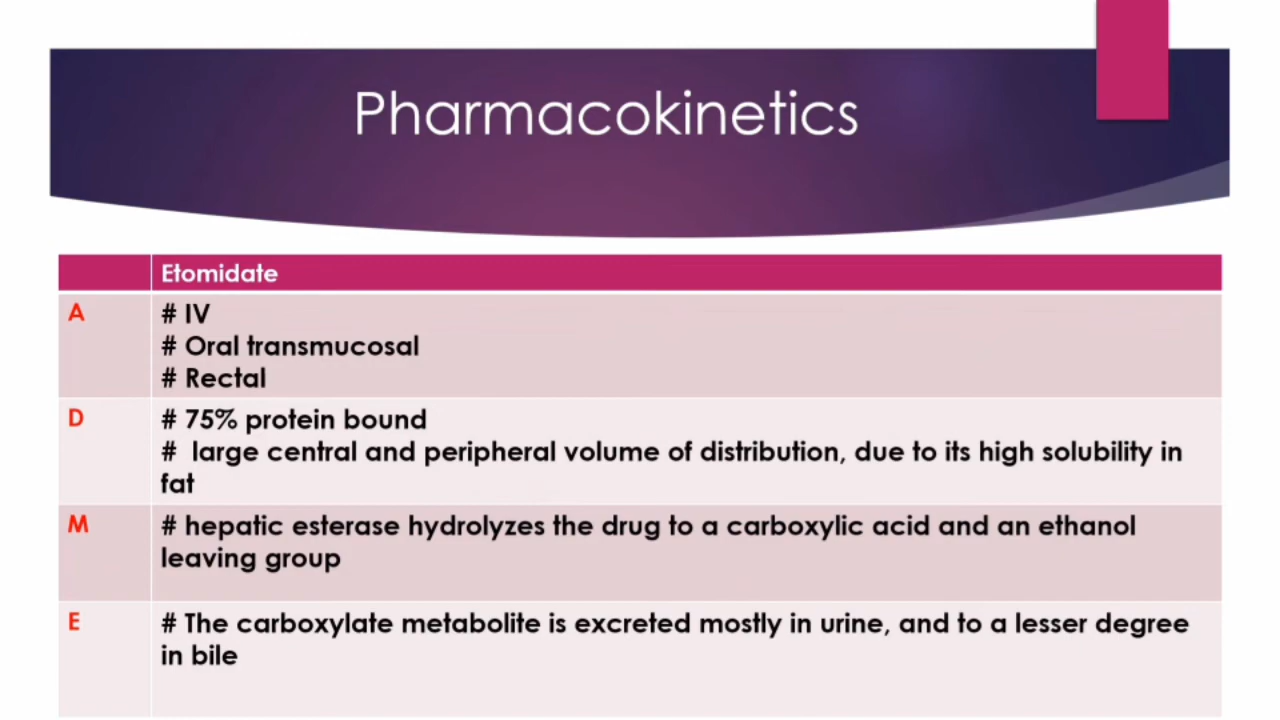 Pharmacokinetics
Etomidate
A
# IV
# Oral transmucosal
# Rectal
D
# 75% protein bound
# large central and peripheral volume of distribution, due to its high solubility in
fat
M
# hepatic esterase hydrolyzes the drug to a carboxylic acid and an ethanol
leaving group
E
# The carboxylate metabolite is excreted mostly in urine, and to a lesser degree
in bile